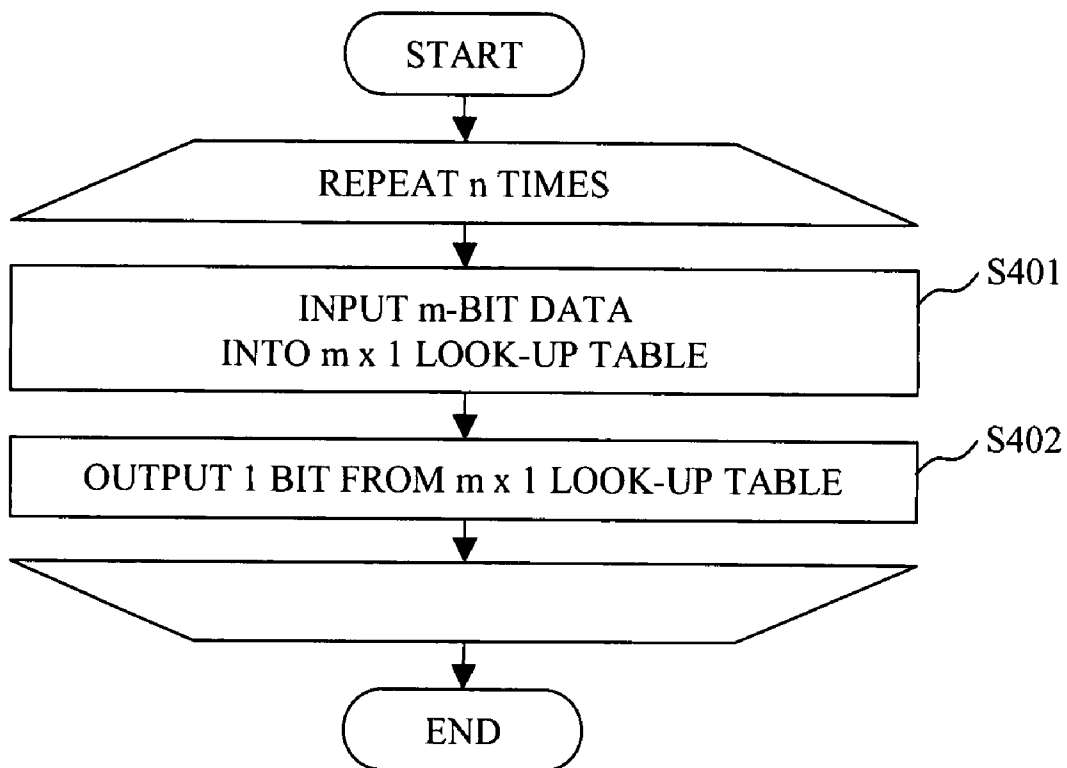 START
REPEAT n TIMES
INPUT m-BIT DATA
INTO m x 1 LOOK-UP TABLE
S401
OUTPUT 1 BIT FROM m x 1 LOOK-UP TABLE
S402
END